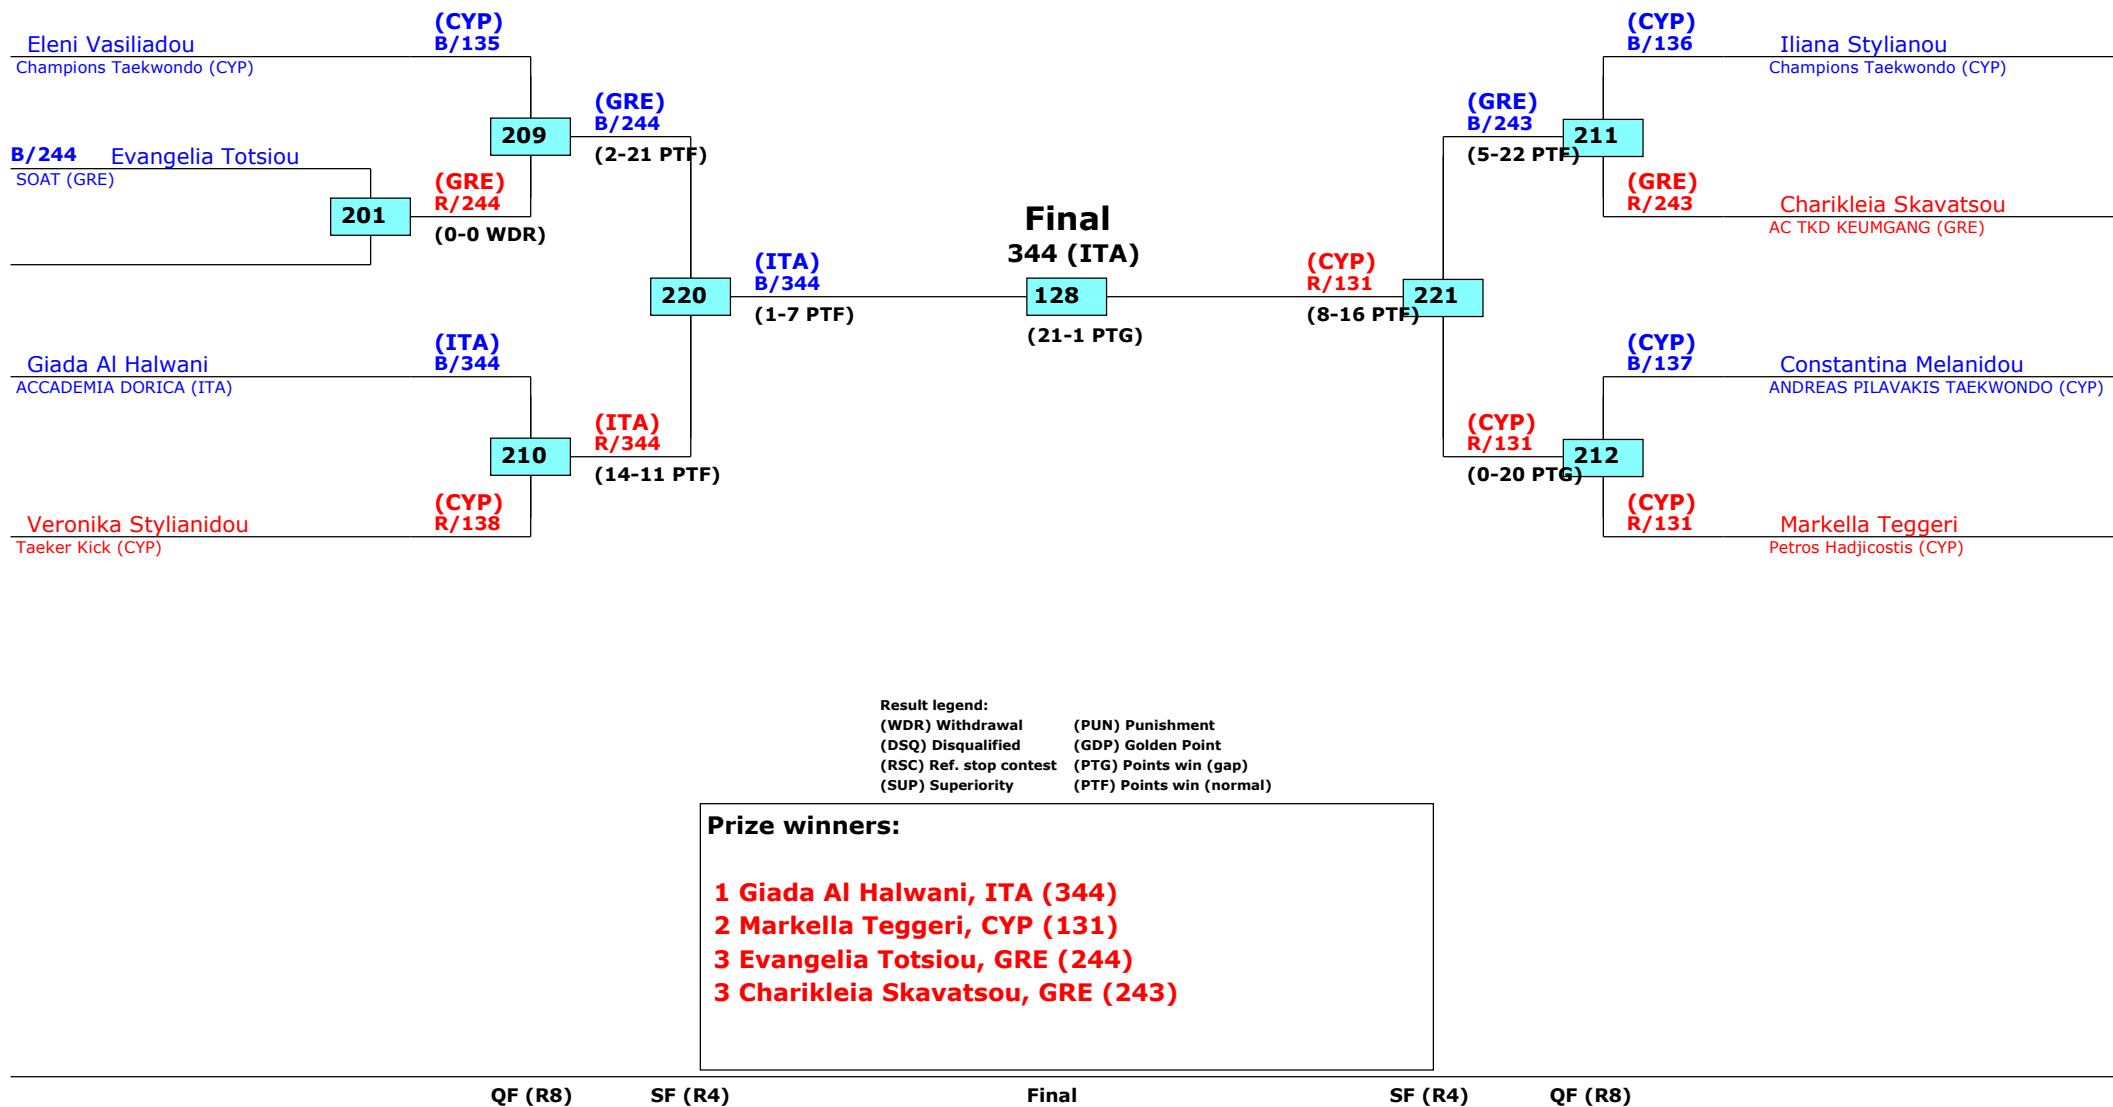 (CYP)
B/135
Eleni Vasiliadou
Champions Taekwondo (CYP)
B/244 Evangelia Totsiou
SOAT (GRE)
201
(GRE)
R/244
(0-0 WDR)
209
(GRE)
B/244
(2-21 PTF)
Giada Al Halwani
ACCADEMIA DORICA (ITA)
(ITA)
B/344
210
(ITA)
R/344
(14-11 PTF)
Veronika Stylianidou
Taeker Kick (CYP)
(CYP)
R/138
220
(ITA)
B/344
(1-7 PTF)
Final
344 (ITA)
128
(21-1 PTG)
(CYP)
R/131
(8-16 PTF)
221
(GRE)
B/243
(5-22 PTF)
211
(CYP)
B/136
Iliana Stylianou
Champions Taekwondo (CYP)
(GRE)
R/243
Charikleia Skavatsou
AC TKD KEUMGANG (GRE)
(CYP)
R/131
(0-20 PTG)
212
(CYP)
B/137
Constantina Melanidou
ANDREAS PILAVAKIS TAEKWONDO (CYP)
(CYP)
R/131
Markella Teggeri
Petros Hadjicostis (CYP)
Result legend:
(WDR) Withdrawal (PUN) Punishment
(DSQ) Disqualified (GDP) Golden Point
(RSC) Ref. stop contest (PTG) Points win (gap)
(SUP) Superiority (PTF) Points win (normal)
Prize winners:
1 Giada Al Halwani, ITA (344)
2 Markella Teggeri, CYP (131)
3 Evangelia Totsiou, GRE (244)
3 Charikleia Skavatsou, GRE (243)
QF (R8) SF (R4) Final SF (R4) QF (R8)